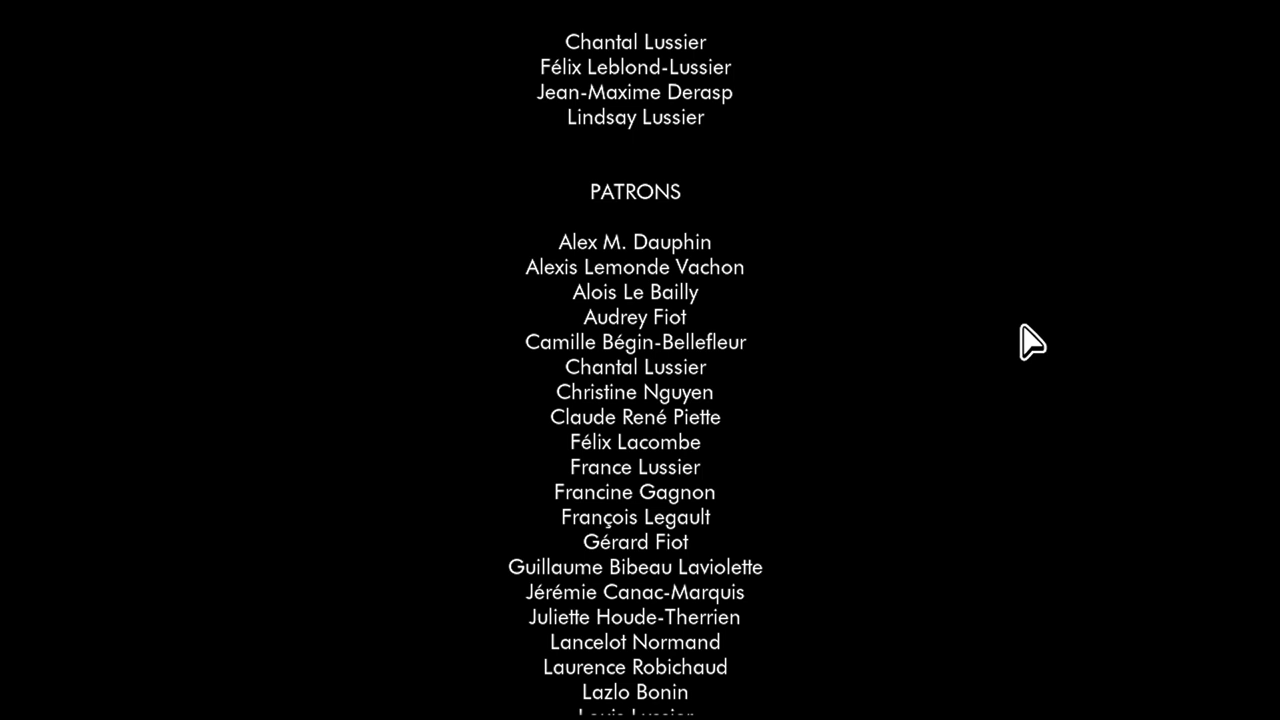 Chantal Lussier
Félix Leblond-Lussier
Jean-Maxime Derasp
Lindsay Lussier
PATRONS
Alex M. Dauphin
Alexis Lemonde Vachon
Alois Le Bailly
Audrey Fiot
Camille Bégin-Bellefleur
Chantal Lussier
Christine Nguyen
Claude René Piette
Félix Lacombe
France Lussier
Francine Gagnon
François Legault
Gérard Fiot
Guillaume Bibeau Laviolette
Jérémie Canac-Marquis
Juliette Houde-Therrien
Lancelot Normand
Laurence Robichaud
Lazlo Bonin